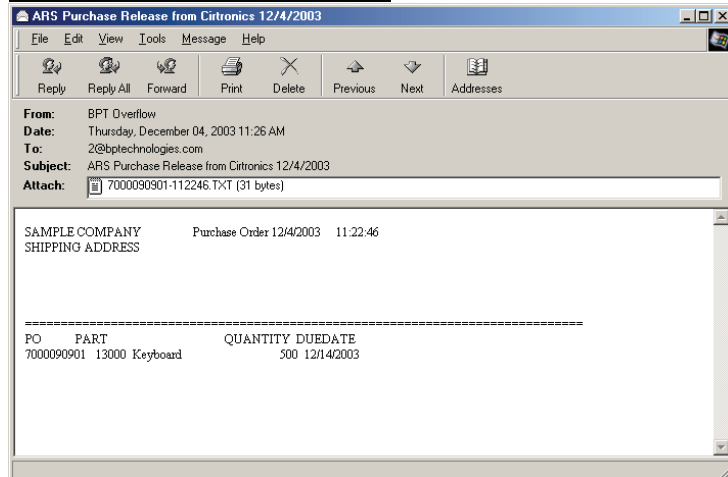 ARS Purchase Release from Cirtronics 12/4/2003
File Edit View Tools Message Help
Reply Reply All Forward Print Delete Previous Next Addresses
From: BPT Overflow
Date: Thursday, December 04, 2003 11:26 AM
To: 2@bptechnologies.com
Subject: ARS Purchase Release from Cirtronics 12/4/2003
Attach: 7000090901-112246.TXT (31 bytes)
SAMPLE COMPANY Purchase Order 12/4/2003 11:22:46
SHIPPING ADDRESS
==============================================================================
PO PART QUANTITY DUEDATE
7000090901 13000 Keyboard 500 12/14/2003